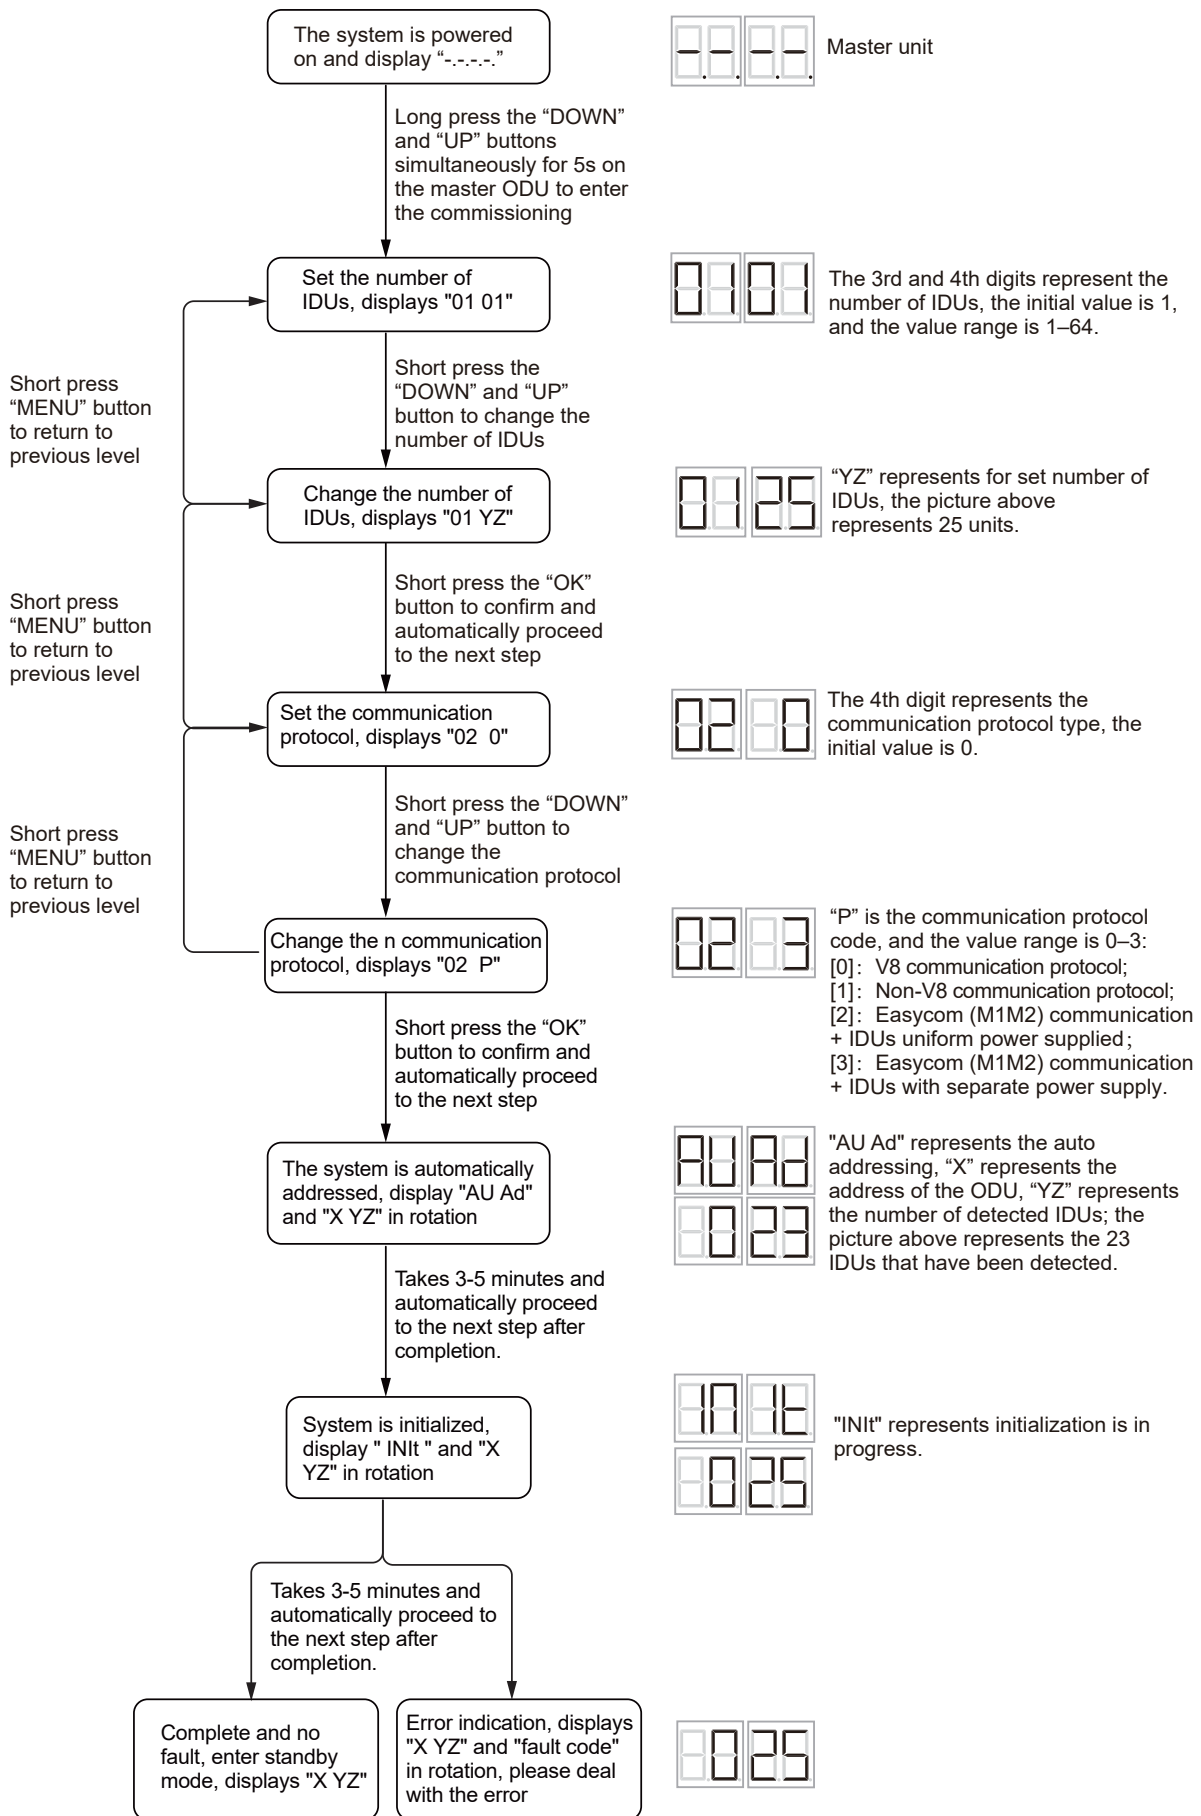 The system is powered
on and display “-.-.-.-.”
-.-.-.-.
Master unit
Long press the “DOWN”
and “UP” buttons
simultaneously for 5s on
the master ODU to enter
the commissioning
Set the number of
IDUs, displays "01 01"
0101
The 3rd and 4th digits represent the
number of IDUs, the initial value is 1,
and the value range is 1–64.
Short press
“MENU” button
to return to
previous level
Short press the
“DOWN” and “UP”
button to change the
number of IDUs
Change the number of
IDUs, displays "01 YZ"
0125
“YZ” represents for set number of
IDUs, the picture above
represents 25 units.
Short press
“MENU” button
to return to
previous level
Short press the “OK”
button to confirm and
automatically proceed
to the next step
Set the communication
protocol, displays "02  0"
02 0
The 4th digit represents the
communication protocol type, the
initial value is 0.
Short press
“MENU” button
to return to
previous level
Short press the “DOWN”
and “UP” button to
change the
communication protocol
Change the n communication
protocol, displays "02  P"
02 3
“P” is the communication protocol
code, and the value range is 0–3:
[0]：V8 communication protocol;
[1]：Non-V8 communication protocol;
[2]：Easycom (M1M2) communication
+ IDUs uniform power supplied；
[3]：Easycom (M1M2) communication
+ IDUs with separate power supply.
Short press the “OK”
button to confirm and
automatically proceed
to the next step
The system is automatically
addressed, display "AU Ad"
and "X YZ" in rotation
AUAd
023
"AU Ad" represents the auto
addressing, “X” represents the
address of the ODU, “YZ” represents
the number of detected IDUs; the
picture above represents the 23
IDUs that have been detected.
Takes 3-5 minutes and
automatically proceed
to the next step after
completion.
System is initialized,
display " INIt " and "X
YZ" in rotation
INIt
025
"INIt" represents initialization is in
progress.
Takes 3-5 minutes and
automatically proceed to
the next step after
completion.
Complete and no
fault, enter standby
mode, displays "X YZ"
Error indication, displays
"X YZ" and "fault code"
in rotation, please deal
with the error
025